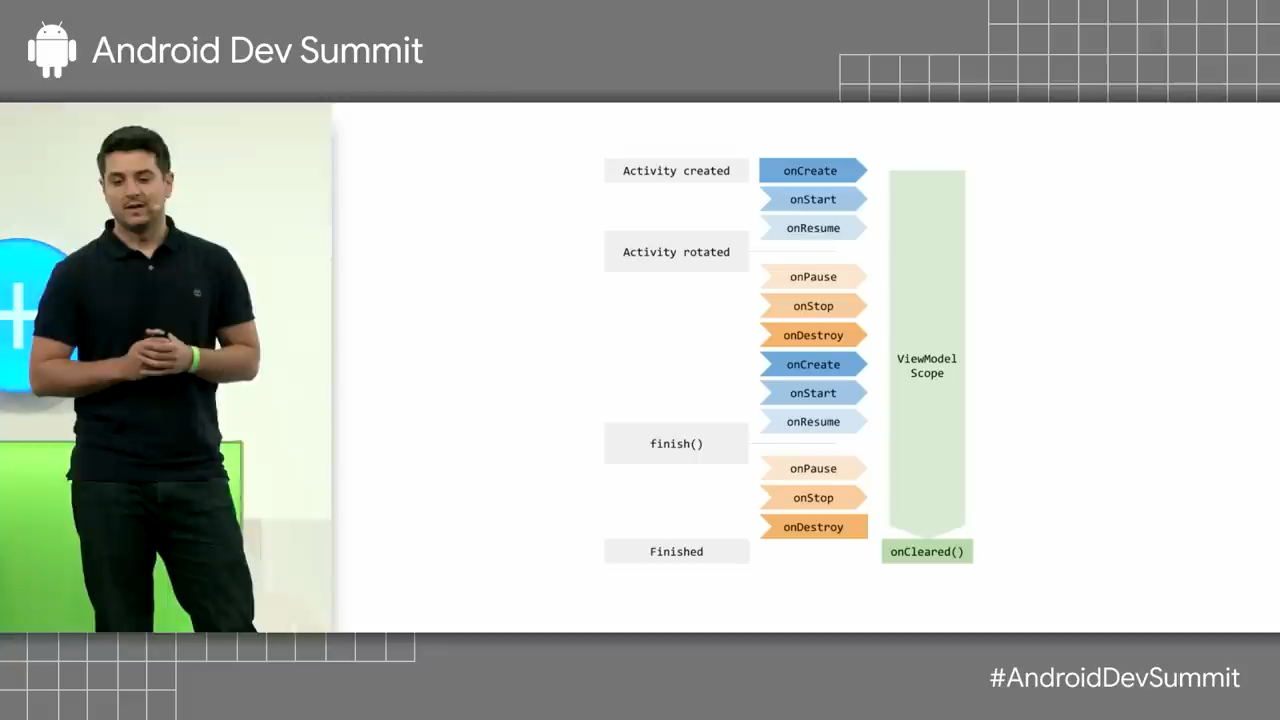 Android Dev Summit
Activity created
onCreate
onStart
onResume
Activity rotated
onPause
onStop
onDestroy
onCreate
onStart
onResume
ViewModel
Scope
finish()
onPause
onStop
onDestroy
Finished
onCleared()
#AndroidDevSummit